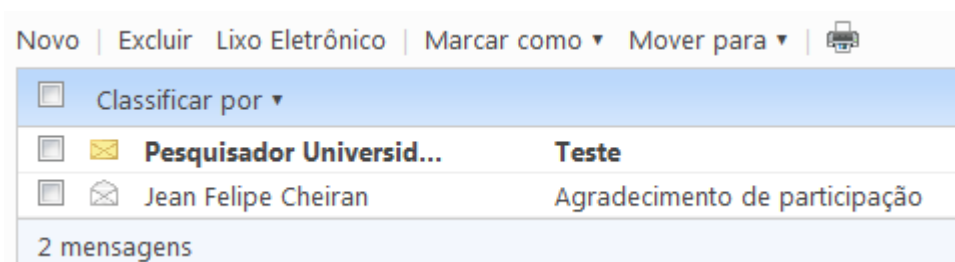 Novo | Excluir Lixo Eletrônico | Marcar como ▾ Mover para ▾ |
Classificar por ▾
Pesquisador Universid... Teste
Jean Felipe Cheiran Agradecimento de participação
2 mensagens